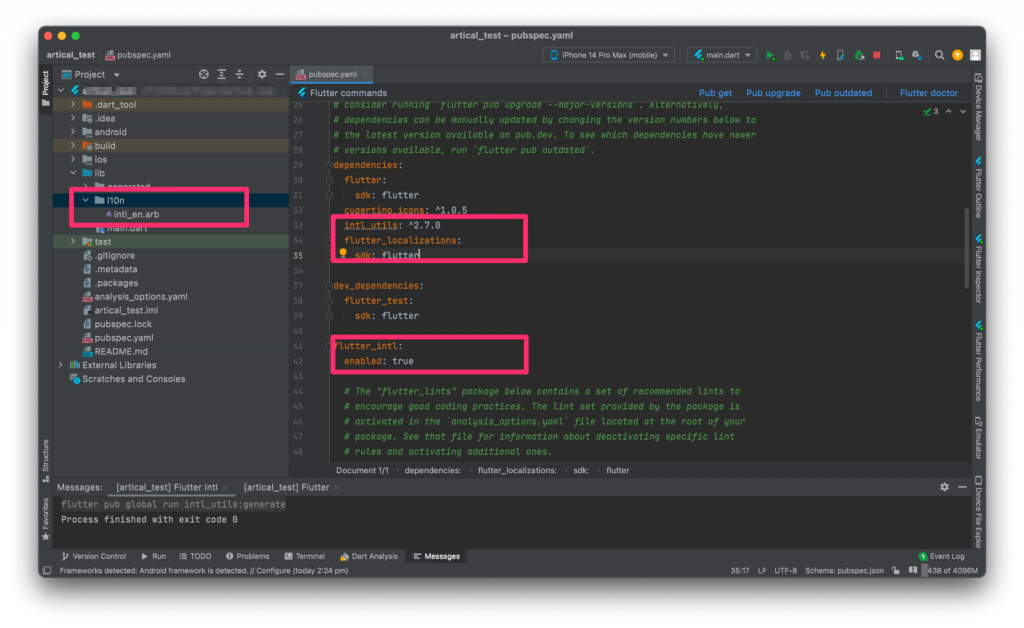 artical_test – pubspec.yaml
artical_test pubspec.yaml iPhone 14 Pro Max (mobile) main.dart
Project
Project pubspec.yaml
Flutter commands Pub get Pub upgrade Pub outdated Flutter doctor
.dart_tool
.idea
android
build
ios
lib
generated
l10n
intl_en.arb
main.dart
test
.gitignore
.metadata
.packages
analysis_options.yaml
artical_test.iml
pubspec.lock
pubspec.yaml
README.md
External Libraries
Scratches and Consoles
25 # consider running `flutter pub upgrade --major-versions`. Alternatively,
26 # dependencies can be manually updated by changing the version numbers below to
27 # the latest version available on pub.dev. To see which dependencies have newer
28 # versions available, run `flutter pub outdated`.
29 dependencies:
30 flutter:
31 sdk: flutter
32 cupertino_icons: ^1.0.5
33 intl_utils: ^2.7.0
34 flutter_localizations:
35 sdk: flutter
36
37 dev_dependencies:
38 flutter_test:
39 sdk: flutter
40
41 flutter_intl:
42 enabled: true
43
44 # The "flutter_lints" package below contains a set of recommended lints to
45 # encourage good coding practices. The lint set provided by the package is
46 # activated in the `analysis_options.yaml` file located at the root of your
47 # package. See that file for information about deactivating specific lint
48 # rules and activating additional ones.
3
Document 1/1 dependencies: flutter_localizations: sdk: flutter
Device Manager
Flutter Outline
Flutter Inspector
Flutter Performance
Emulator
Device File Explor
Structure
Favorites
Messages: [artical_test] Flutter Intl [artical_test] Flutter
flutter pub global run intl_utils:generate
Process finished with exit code 0
Version Control Run TODO Problems Terminal Dart Analysis Messages 1 Event Log
Frameworks detected: Android framework is detected. // Configure (today 2:24 pm) 35:17 LF UTF-8 Schema: pubspec.json 438 of 4096M